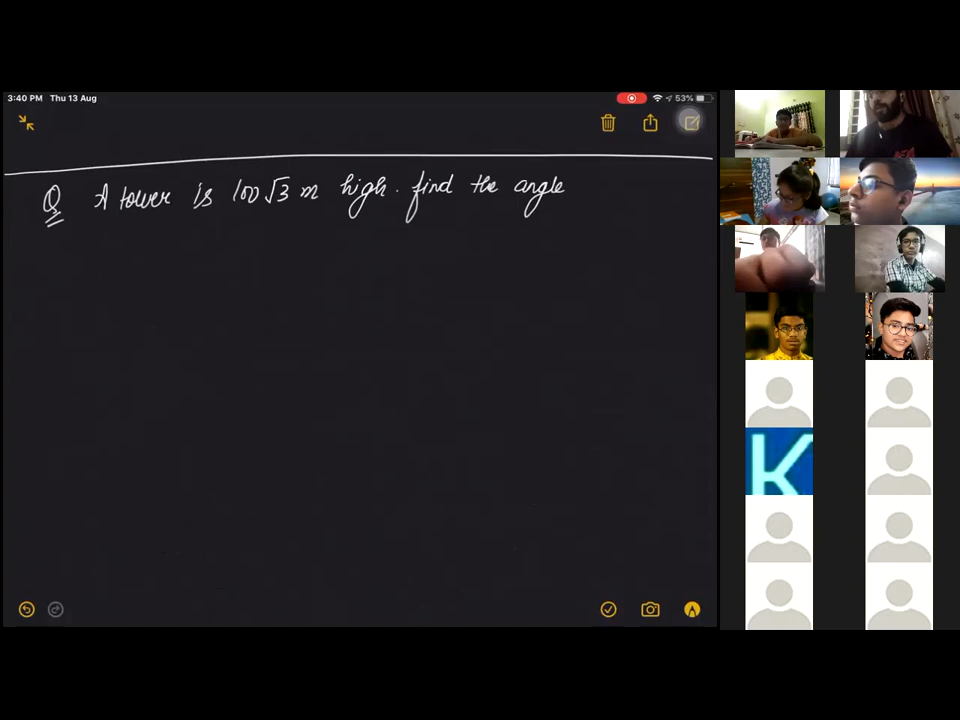 3:40 PM Thu 13 Aug
53%
Q A tower is 100√3 m high. find the angle
K